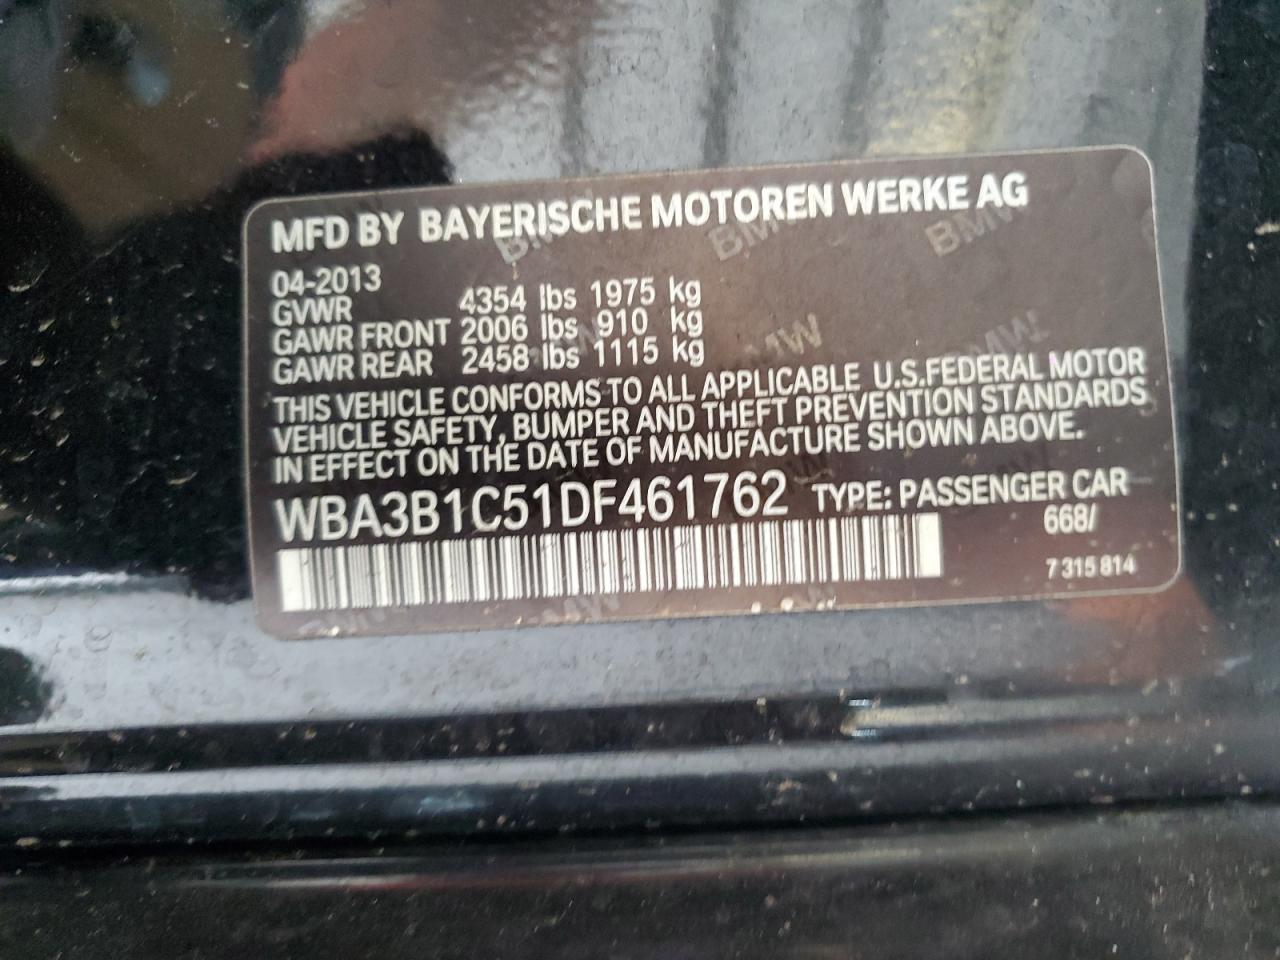 MFD BY BAYERISCHE MOTOREN WERKE AG
04-2013
GVWR 4354 lbs 1975 kg
GAWR FRONT 2006 lbs 910 kg
GAWR REAR 2458 lbs 1115 kg
THIS VEHICLE CONFORMS TO ALL APPLICABLE U.S.FEDERAL MOTOR
VEHICLE SAFETY, BUMPER AND THEFT PREVENTION STANDARDS
IN EFFECT ON THE DATE OF MANUFACTURE SHOWN ABOVE.
WBA3B1C51DF461762 TYPE: PASSENGER CAR
668/
7 315 814